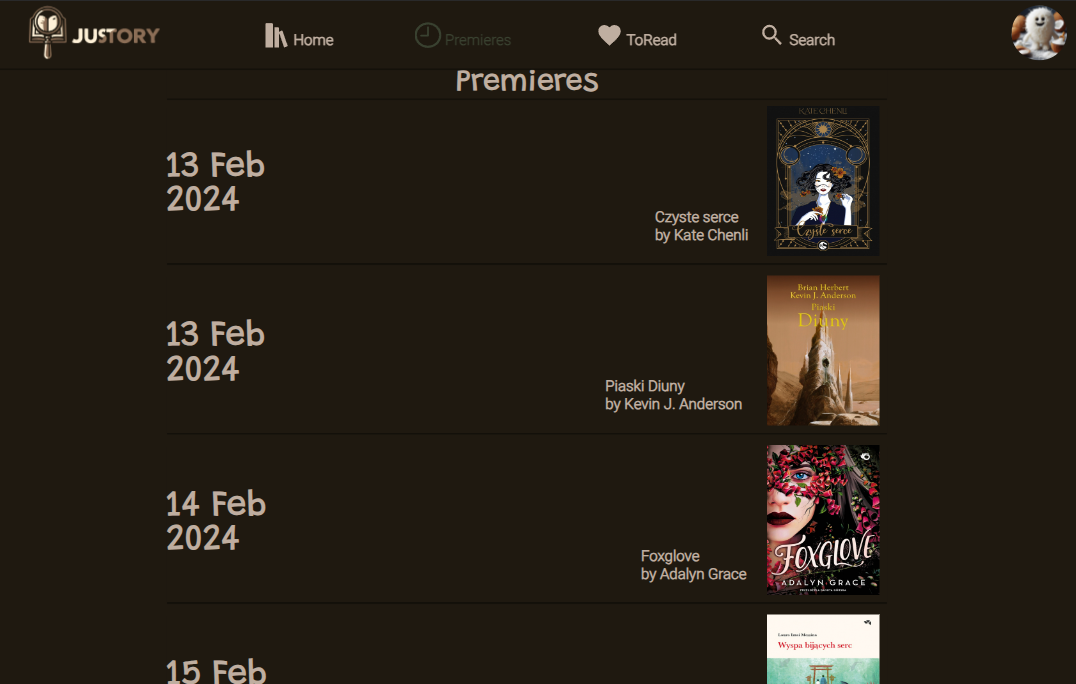 JUSTORY
Home
Premieres
ToRead
Search
Premieres
13 Feb
2024
Czyste serce
by Kate Chenli
KATE CHENLI
Czyste serce
13 Feb
2024
Piaski Diuny
by Kevin J. Anderson
Brian Herbert
Kevin J. Anderson
Piaski
Diuny
14 Feb
2024
Foxglove
by Adalyn Grace
FOXGLOVE
ADALYN GRACE
15 Feb
Wyspa bijących serc